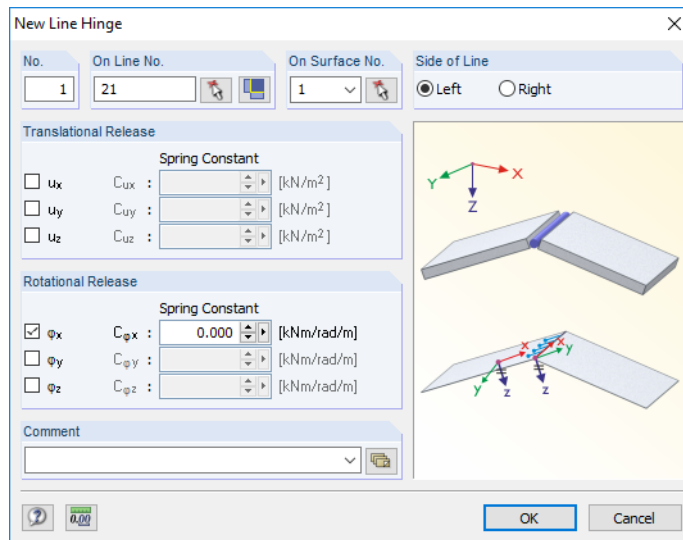 New Line Hinge
No. On Line No. On Surface No. Side of Line
1 21 1 Left Right
Translational Release
Spring Constant
ux Cux : [kN/m²]
uy Cuy : [kN/m²]
uz Cuz : [kN/m²]
Rotational Release
Spring Constant
φx Cφx : 0.000 [kNm/rad/m]
φy Cφy : [kNm/rad/m]
φz Cφz : [kNm/rad/m]
Comment
X
Y
Z
x
y
x
y
z
z
0.00
OK Cancel